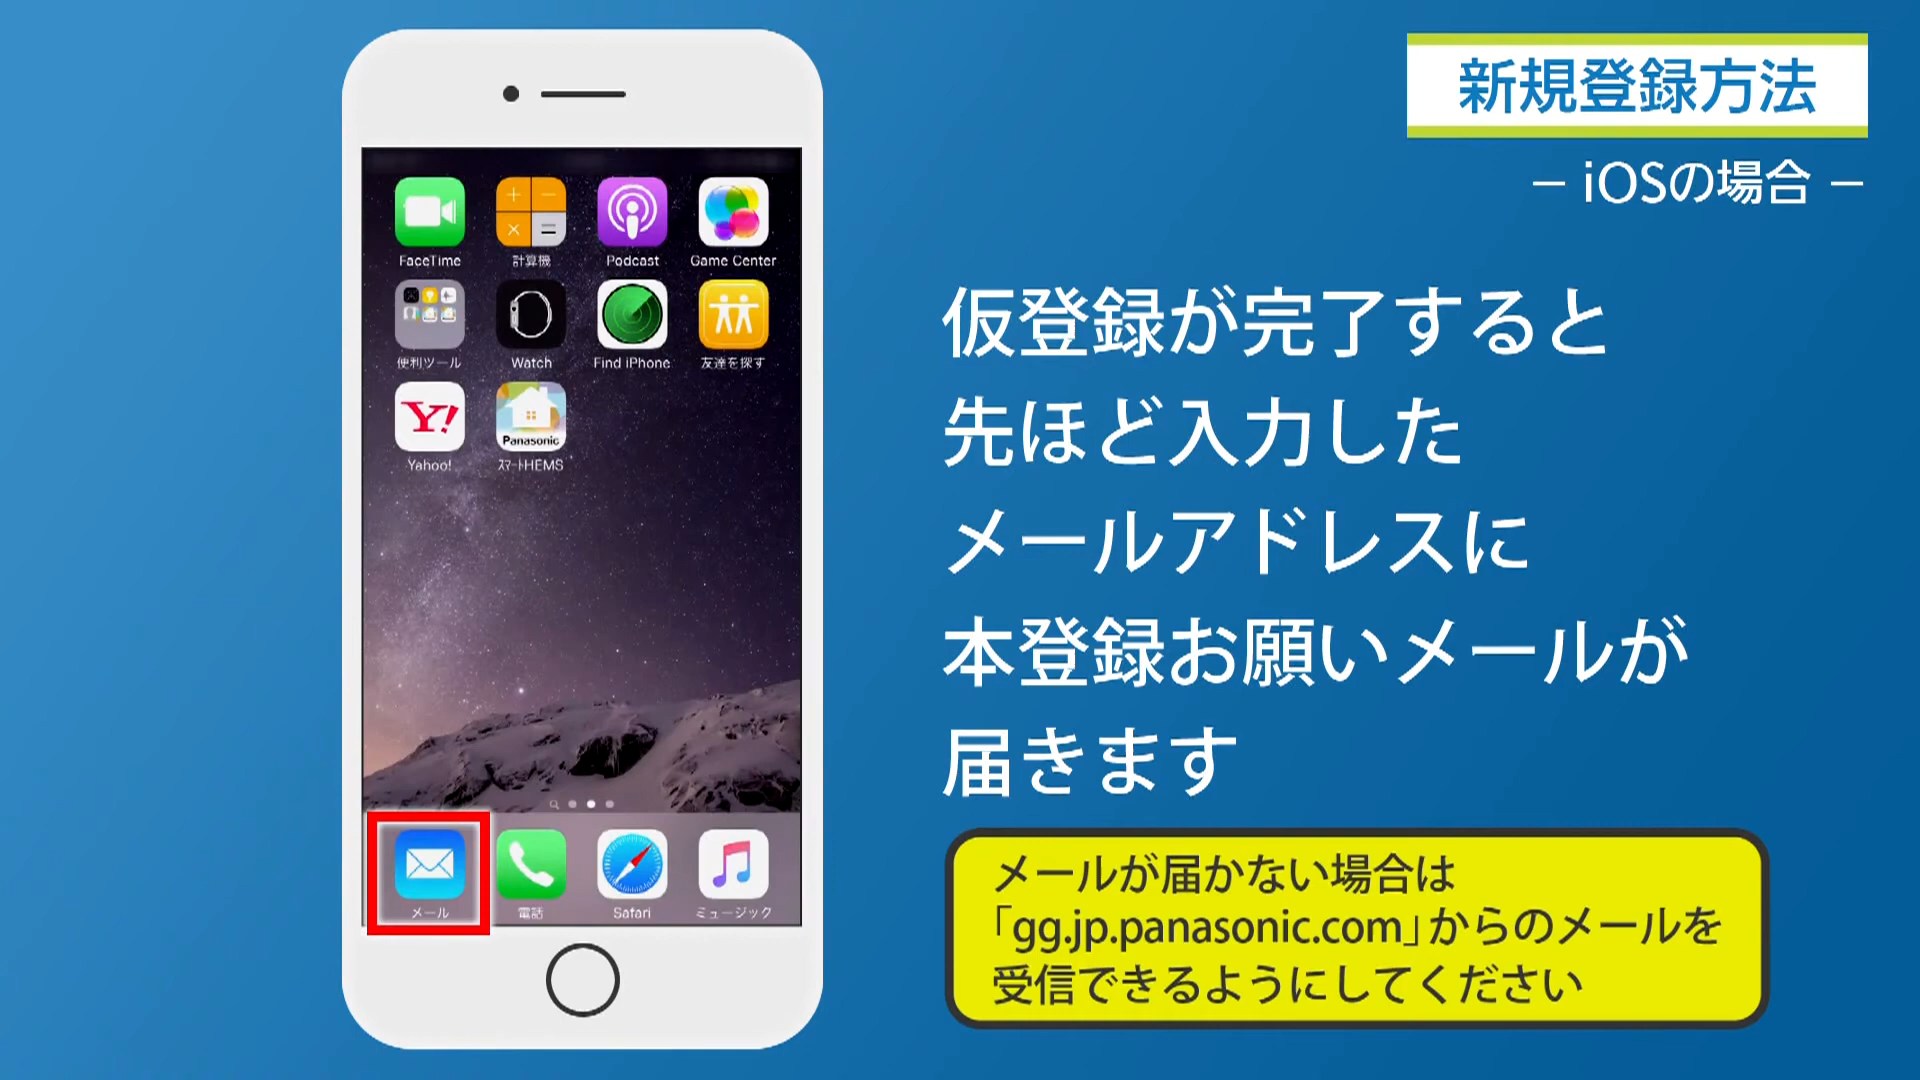 新規登録方法
― iOSの場合 ―
FaceTime
計算機
Podcast
Game Center
便利ツール
Watch
Find iPhone
友達を探す
Y!
Panasonic
Yahoo!
スマートHEMS
メール
電話
Safari
ミュージック
仮登録が完了すると
先ほど入力した
メールアドレスに
本登録お願いメールが
届きます
メールが届かない場合は
「gg.jp.panasonic.com」からのメールを
受信できるようにしてください